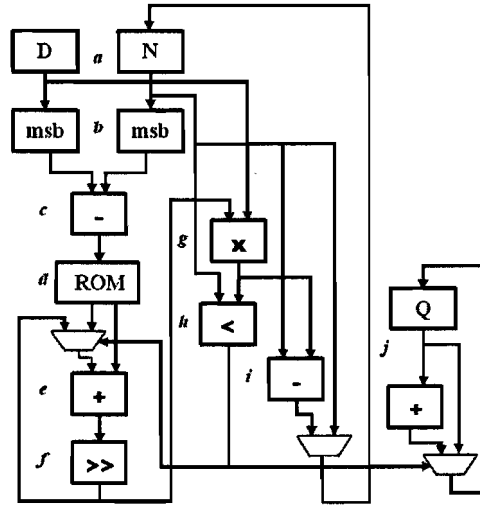 D a N
msb b msb
c -
g x
d ROM
Q
h <
j
i -
e +
+
f >>